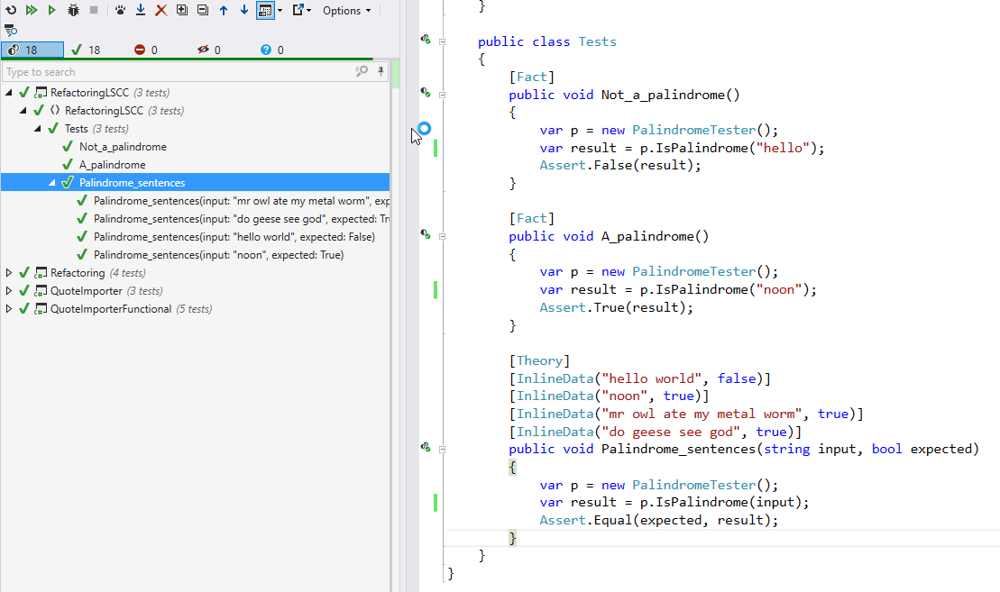 Options
18 18 0 0 0
Type to search
RefactoringLSCC (3 tests)
RefactoringLSCC (3 tests)
Tests (3 tests)
Not_a_palindrome
A_palindrome
Palindrome_sentences
Palindrome_sentences(input: "mr owl ate my metal worm", exp
Palindrome_sentences(input: "do geese see god", expected: Tru
Palindrome_sentences(input: "hello world", expected: False)
Palindrome_sentences(input: "noon", expected: True)
Refactoring (4 tests)
QuoteImporter (3 tests)
QuoteImporterFunctional (5 tests)
}
public class Tests
{
[Fact]
public void Not_a_palindrome()
{
var p = new PalindromeTester();
var result = p.IsPalindrome("hello");
Assert.False(result);
}
[Fact]
public void A_palindrome()
{
var p = new PalindromeTester();
var result = p.IsPalindrome("noon");
Assert.True(result);
}
[Theory]
[InlineData("hello world", false)]
[InlineData("noon", true)]
[InlineData("mr owl ate my metal worm", true)]
[InlineData("do geese see god", true)]
public void Palindrome_sentences(string input, bool expected)
{
var p = new PalindromeTester();
var result = p.IsPalindrome(input);
Assert.Equal(expected, result);
}
}
}